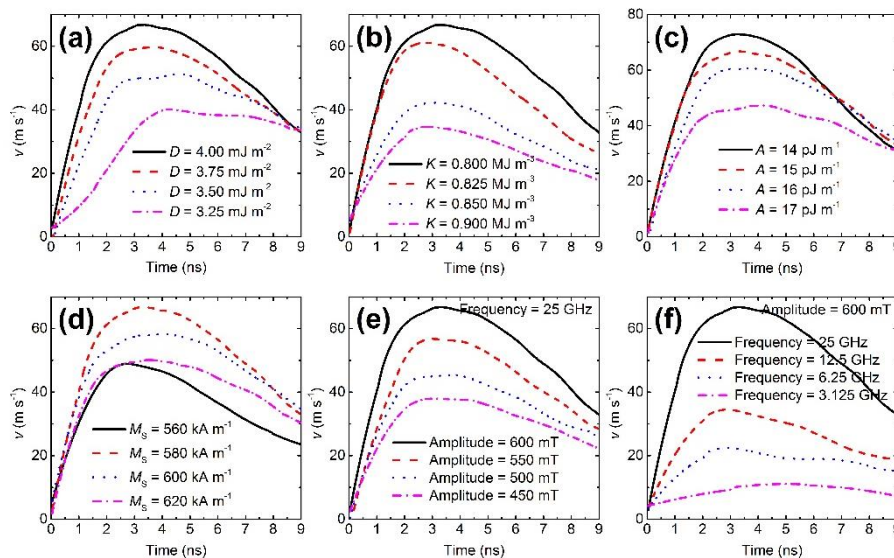 (a)
v (m s⁻¹)
60
40
20
0
D = 4.00 mJ m⁻²
D = 3.75 mJ m⁻²
D = 3.50 mJ m⁻²
D = 3.25 mJ m⁻²
0 1 2 3 4 5 6 7 8 9
Time (ns)
(b)
v (m s⁻¹)
60
40
20
0
K = 0.800 MJ m⁻³
K = 0.825 MJ m⁻³
K = 0.850 MJ m⁻³
K = 0.900 MJ m⁻³
0 1 2 3 4 5 6 7 8 9
Time (ns)
(c)
v (m s⁻¹)
80
60
40
20
0
A = 14 pJ m⁻¹
A = 15 pJ m⁻¹
A = 16 pJ m⁻¹
A = 17 pJ m⁻¹
0 1 2 3 4 5 6 7 8 9
Time (ns)
(d)
v (m s⁻¹)
60
40
20
0
M_S = 560 kA m⁻¹
M_S = 580 kA m⁻¹
M_S = 600 kA m⁻¹
M_S = 620 kA m⁻¹
0 1 2 3 4 5 6 7 8 9
Time (ns)
(e)
Frequency = 25 GHz
v (m s⁻¹)
60
40
20
0
Amplitude = 600 mT
Amplitude = 550 mT
Amplitude = 500 mT
Amplitude = 450 mT
0 1 2 3 4 5 6 7 8 9
Time (ns)
(f)
Amplitude = 600 mT
v (m s⁻¹)
60
40
20
0
Frequency = 25 GHz
Frequency = 12.5 GHz
Frequency = 6.25 GHz
Frequency = 3.125 GHz
0 1 2 3 4 5 6 7 8 9
Time (ns)